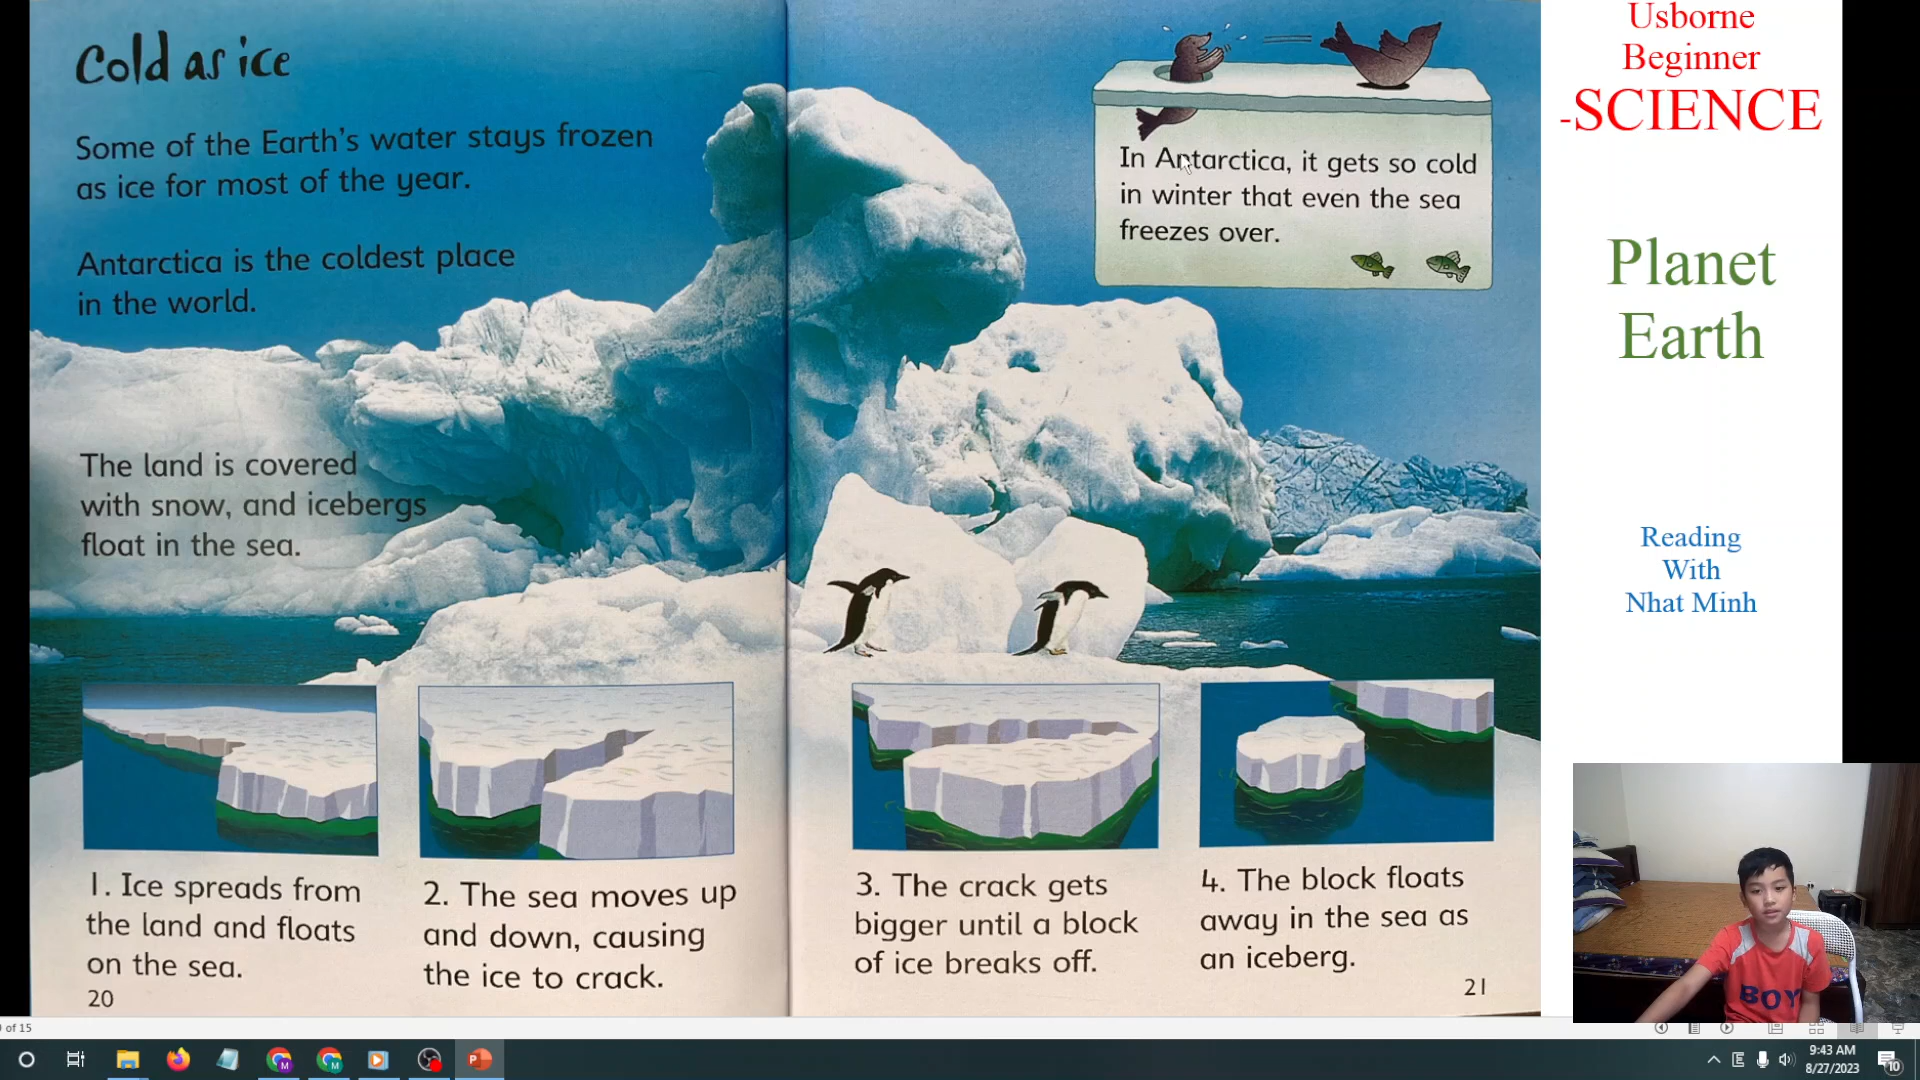 Cold as ice
Some of the Earth's water stays frozen
as ice for most of the year.
Antarctica is the coldest place
in the world.
The land is covered
with snow, and icebergs
float in the sea.
In Antarctica, it gets so cold
in winter that even the sea
freezes over.
1. Ice spreads from
the land and floats
on the sea.
20
2. The sea moves up
and down, causing
the ice to crack.
3. The crack gets
bigger until a block
of ice breaks off.
4. The block floats
away in the sea as
an iceberg.
21
Usborne
Beginner
-SCIENCE
Planet
Earth
Reading
With
Nhat Minh
BOY
of 15
9:43 AM
8/27/2023
10